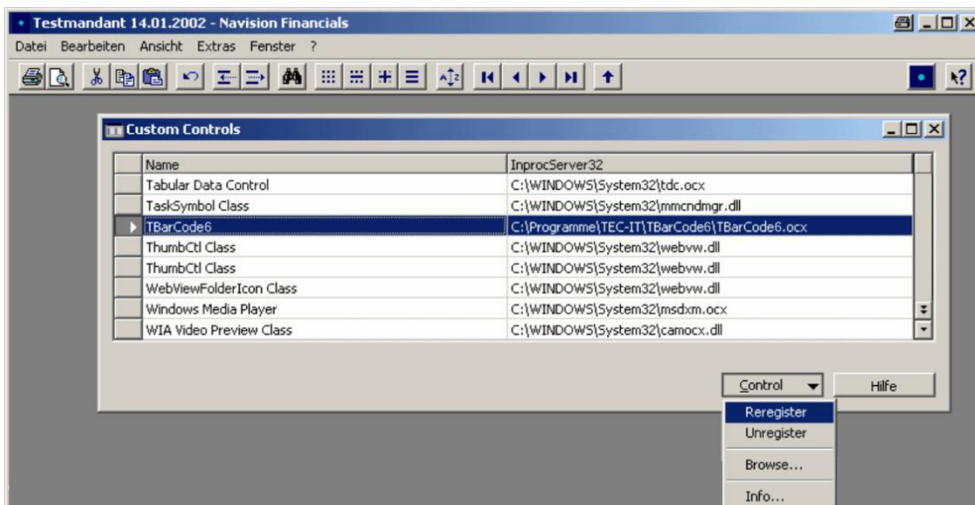 Testmandant 14.01.2002 - Navision Financials
Datei Bearbeiten Ansicht Extras Fenster ?
Custom Controls
Name InprocServer32
Tabular Data Control C:\WINDOWS\System32\tdc.ocx
TaskSymbol Class C:\WINDOWS\System32\mmcndmgr.dll
TBarCode6 C:\Programme\TEC-IT\TBarCode6\TBarCode6.ocx
ThumbCtl Class C:\WINDOWS\System32\webvw.dll
ThumbCtl Class C:\WINDOWS\System32\webvw.dll
WebViewFolderIcon Class C:\WINDOWS\System32\webvw.dll
Windows Media Player C:\WINDOWS\System32\msdxm.ocx
WIA Video Preview Class C:\WINDOWS\System32\camocx.dll
Control Hilfe
Reregister
Unregister
Browse...
Info...